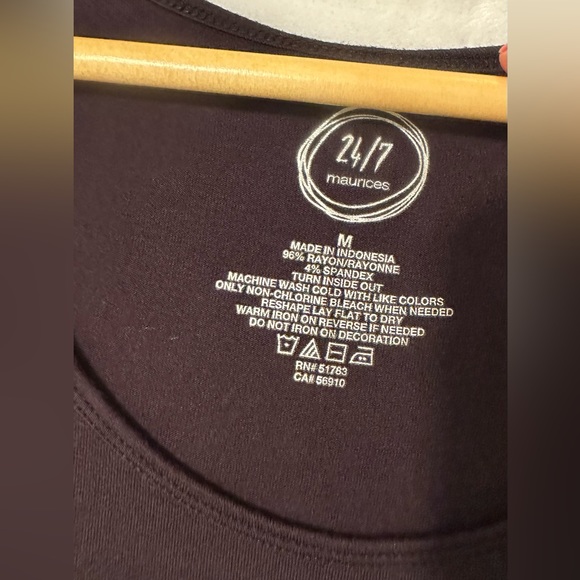 24/7
maurices
M
MADE IN INDONESIA
96% RAYON/RAYONNE
4% SPANDEX
TURN INSIDE OUT
MACHINE WASH COLD WITH LIKE COLORS
ONLY NON-CHLORINE BLEACH WHEN NEEDED
RESHAPE LAY FLAT TO DRY
WARM IRON ON REVERSE IF NEEDED
DO NOT IRON ON DECORATION
RN# 51783
CA# 56910